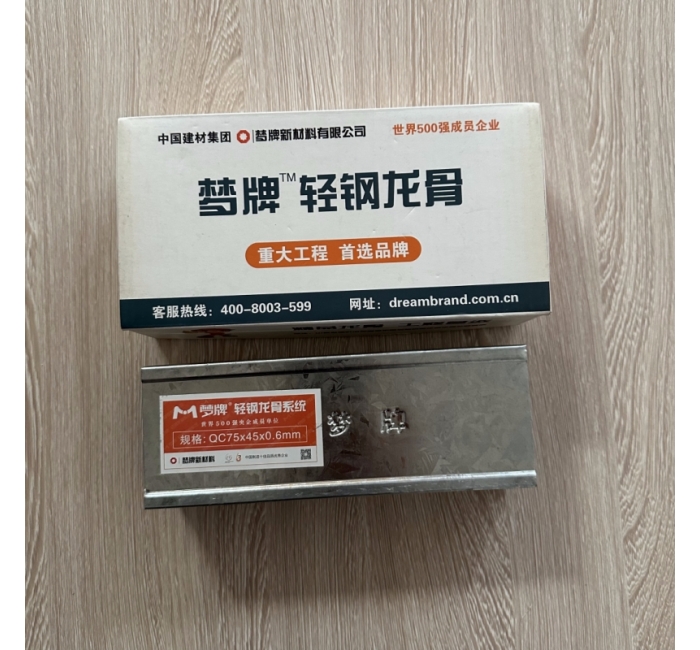 中国建材集团 梦牌新材料有限公司 世界500强成员企业
梦牌™ 轻钢龙骨
重大工程 首选品牌
客服热线：400-8003-599 网址：dreambrand.com.cn
梦牌® 轻钢龙骨系统
规格: QC75x45x0.6mm
梦牌新材料
梦 牌